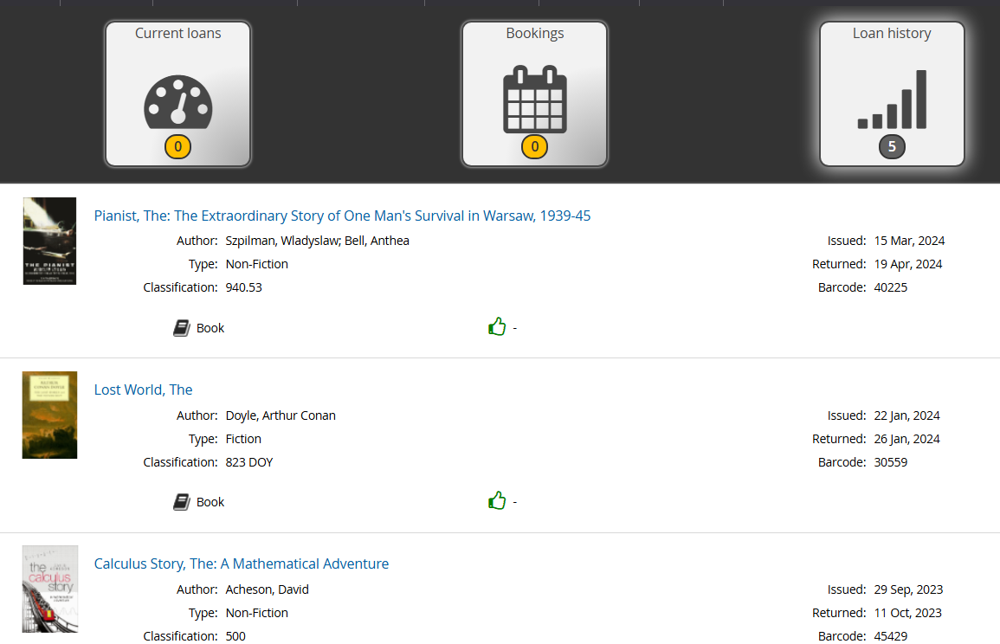 Current loans
0
Bookings
0
Loan history
5
Pianist, The: The Extraordinary Story of One Man's Survival in Warsaw, 1939-45
Author: Szpilman, Wladyslaw; Bell, Anthea
Issued: 15 Mar, 2024
Type: Non-Fiction
Returned: 19 Apr, 2024
Classification: 940.53
Barcode: 40225
THE PIANIST
Book
-
Lost World, The
Author: Doyle, Arthur Conan
Issued: 22 Jan, 2024
Type: Fiction
Returned: 26 Jan, 2024
Classification: 823 DOY
Barcode: 30559
Book
-
Calculus Story, The: A Mathematical Adventure
the
calculus
story
Author: Acheson, David
Issued: 29 Sep, 2023
Type: Non-Fiction
Returned: 11 Oct, 2023
Classification: 500
Barcode: 45429